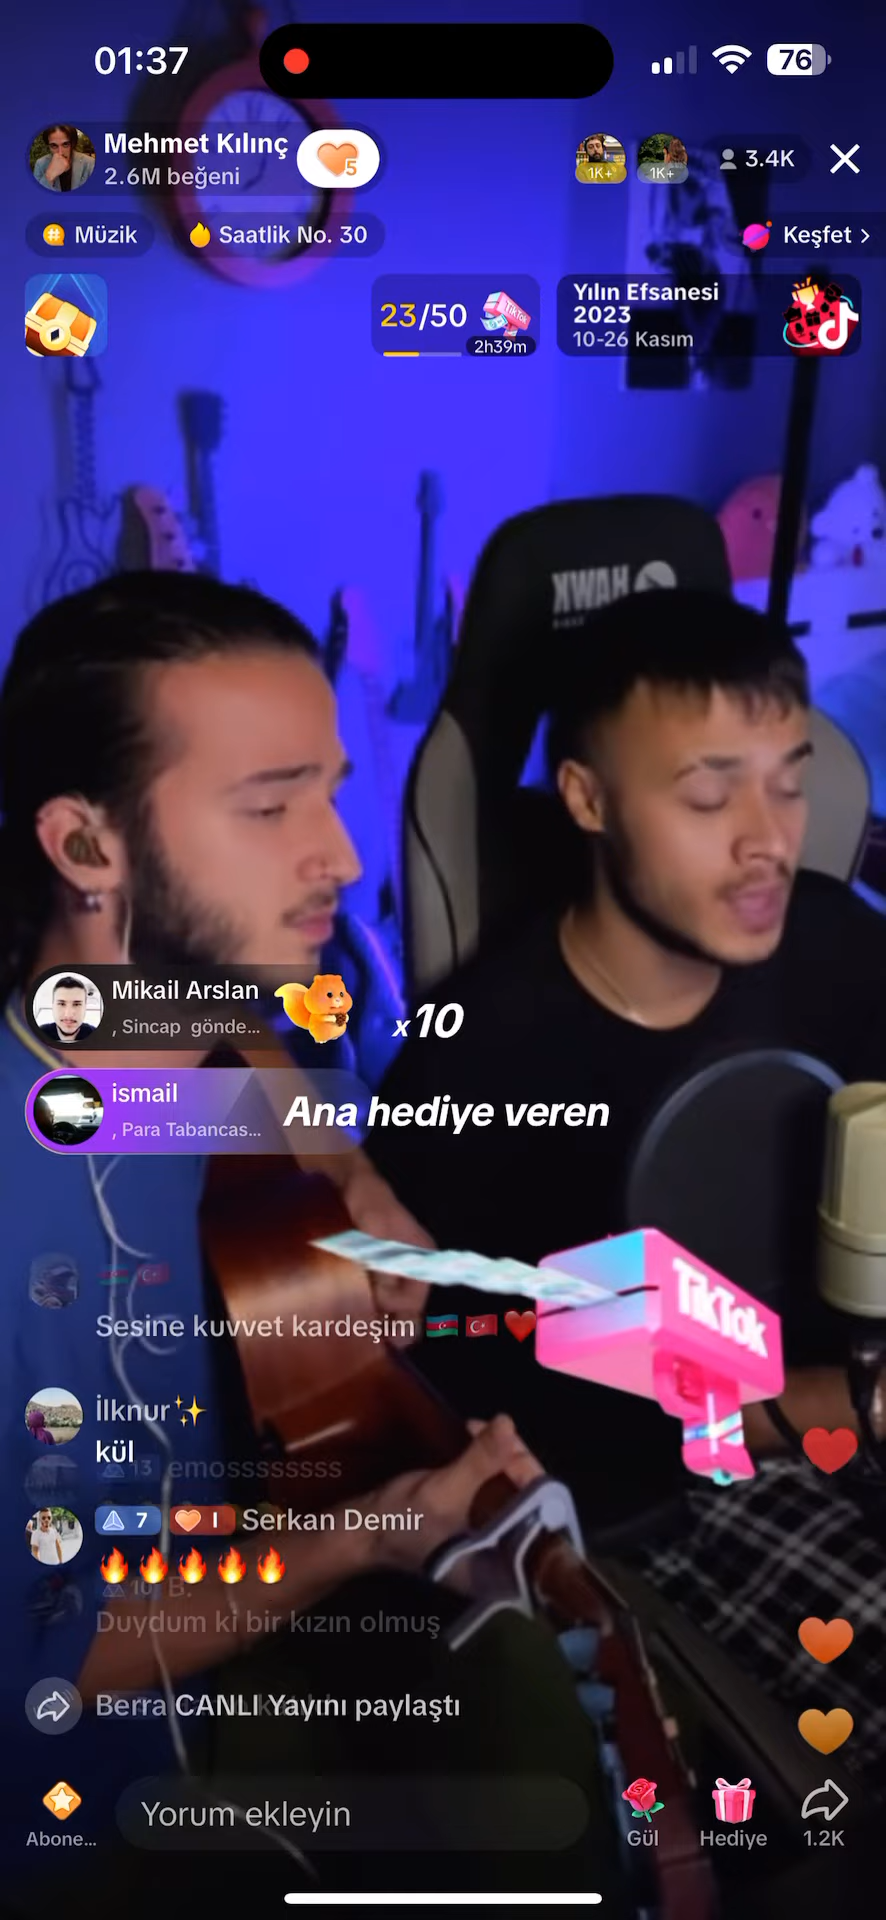 01:37
76
Mehmet Kılınç
2.6M beğeni
5
1K+
1K+
3.4K
Müzik
Saatlik No. 30
Keşfet >
23/50
TikTok
2h39m
Yılın Efsanesi
2023
10-26 Kasım
HAWK
Mikail Arslan
, Sincap gönde...
x10
ismail
, Para Tabancas...
Ana hediye veren
TikTok
Sesine kuvvet kardeşim 🇦🇿 🇹🇷 ❤️
İlknur✨
kül
13 emosssssssss
7 I Serkan Demir
🔥🔥🔥🔥🔥
10 B.
Duydum ki bir kızın olmuş
Berra CANLI Yayını paylaştı
Abone...
Yorum ekleyin
Gül
Hediye
1.2K